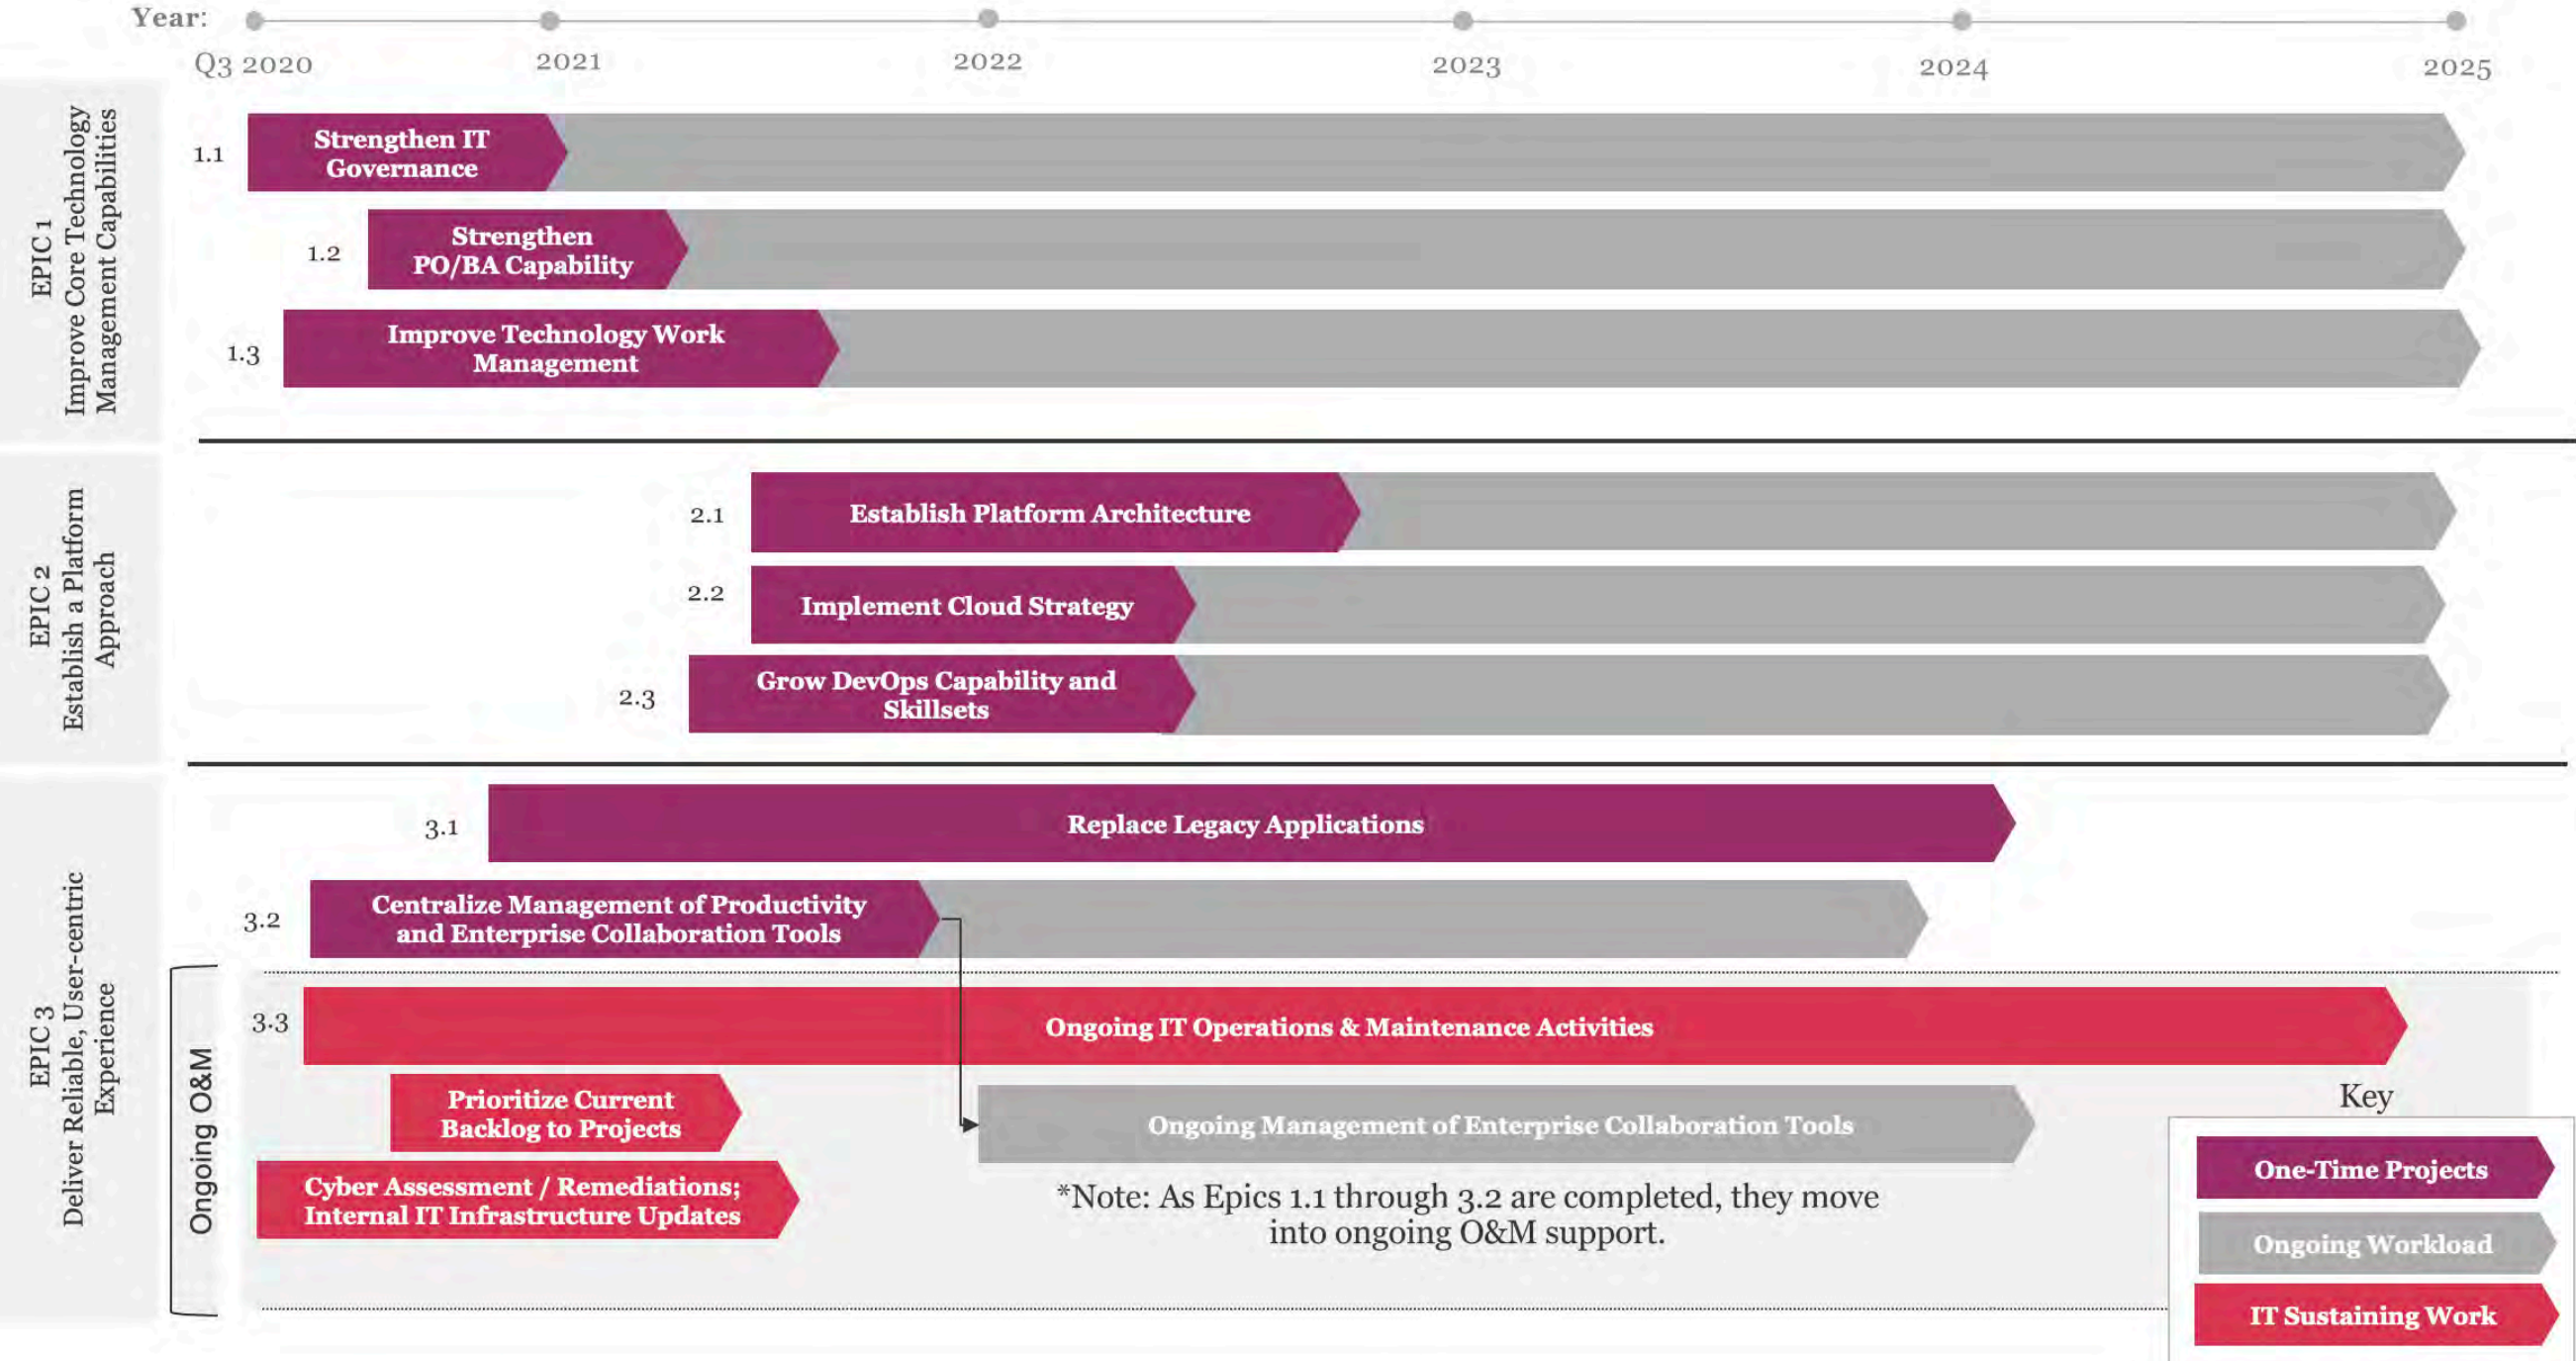 Year:
Q3 2020
2021
2022
2023
2024
2025
EPIC 1
Improve Core Technology
Management Capabilities
1.1
Strengthen IT
Governance
1.2
Strengthen
PO/BA Capability
1.3
Improve Technology Work
Management
EPIC 2
Establish a Platform
Approach
2.1
Establish Platform Architecture
2.2
Implement Cloud Strategy
2.3
Grow DevOps Capability and
Skillsets
EPIC 3
Deliver Reliable, User-centric
Experience
3.1
Replace Legacy Applications
3.2
Centralize Management of Productivity
and Enterprise Collaboration Tools
Ongoing O&M
3.3
Ongoing IT Operations & Maintenance Activities
Prioritize Current
Backlog to Projects
Ongoing Management of Enterprise Collaboration Tools
Cyber Assessment / Remediations;
Internal IT Infrastructure Updates
*Note: As Epics 1.1 through 3.2 are completed, they move
into ongoing O&M support.
Key
One-Time Projects
Ongoing Workload
IT Sustaining Work